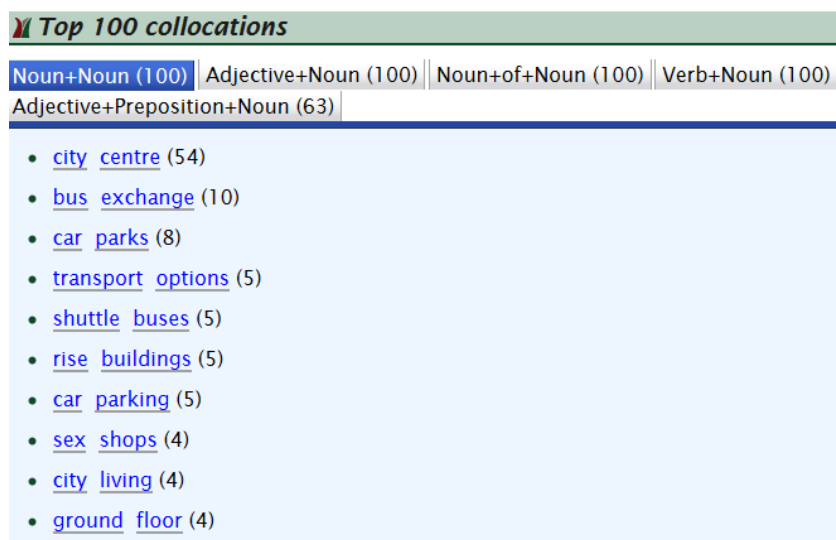 Top 100 collocations
Noun+Noun (100) Adjective+Noun (100) Noun+of+Noun (100) Verb+Noun (100)
Adjective+Preposition+Noun (63)
• city centre (54)
• bus exchange (10)
• car parks (8)
• transport options (5)
• shuttle buses (5)
• rise buildings (5)
• car parking (5)
• sex shops (4)
• city living (4)
• ground floor (4)